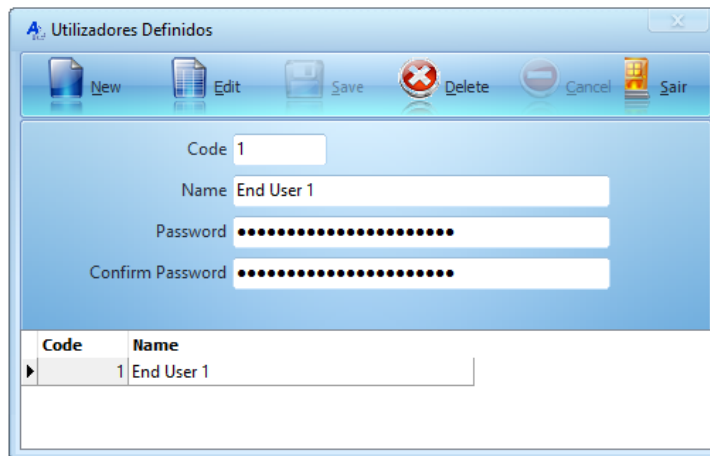 Utilizadores Definidos
New Edit Save Delete Cancel Sair
Code 1
Name End User 1
Password ••••••••••••••••••••••
Confirm Password ••••••••••••••••••••••
Code Name
1 End User 1